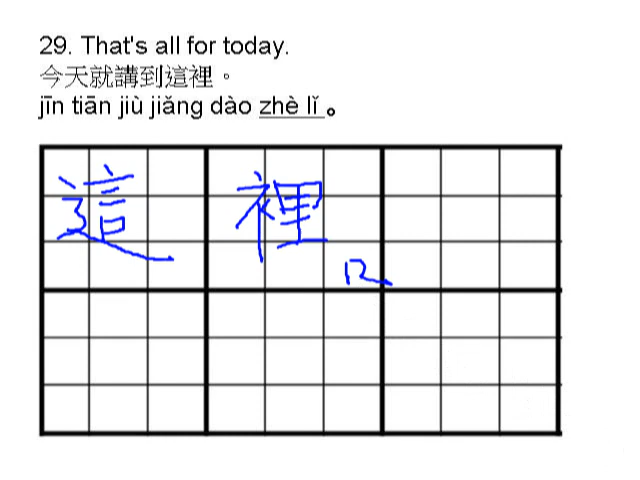 29. That's all for today.
今天就講到這裡。
jīn tiān jiù jiǎng dào zhè lǐ 。
這裡
12